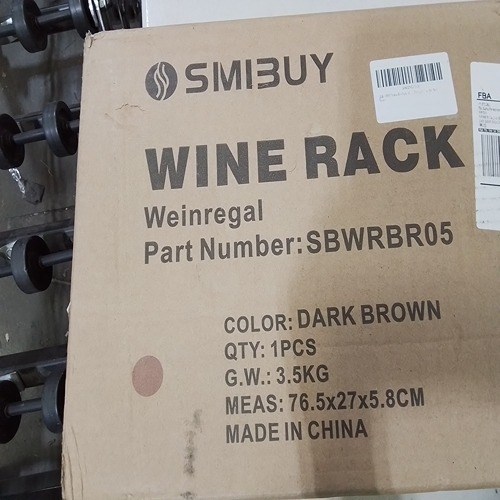 SMIBUY
WINE RACK
Weinregal
Part Number: SBWRBR05
COLOR: DARK BROWN
QTY: 1PCS
G.W.: 3.5KG
MEAS: 76.5x27x5.8CM
MADE IN CHINA
FBA